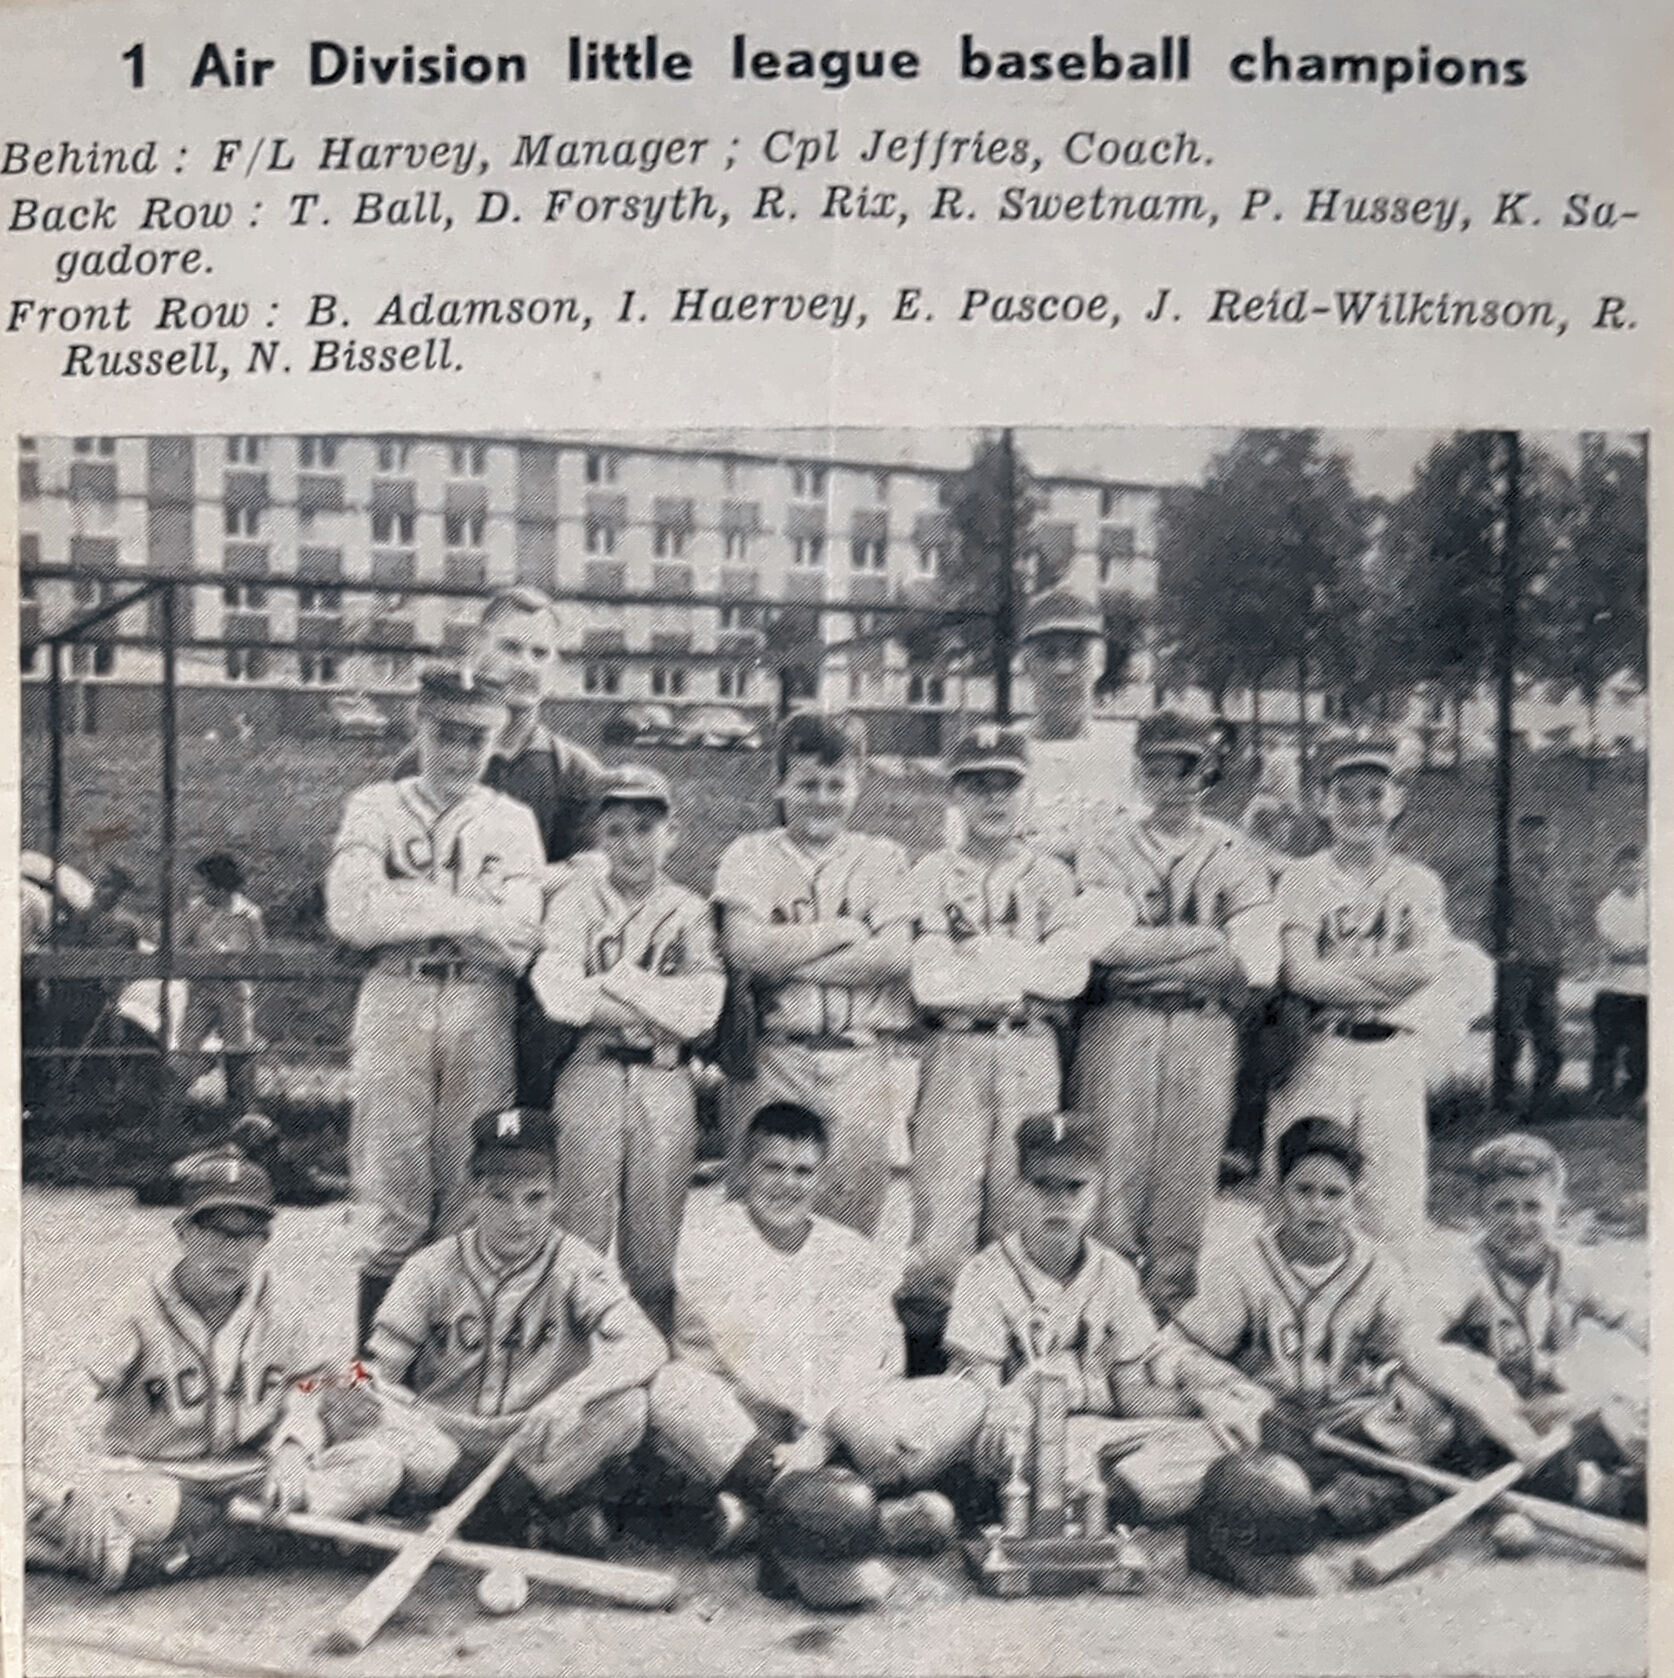 1 Air Division little league baseball champions
Behind : F/L Harvey, Manager ; Cpl Jeffries, Coach.
Back Row : T. Ball, D. Forsyth, R. Rix, R. Swetnam, P. Hussey, K. Sa-
gadore.
Front Row : B. Adamson, I. Haervey, E. Pascoe, J. Reid-Wilkinson, R.
Russell, N. Bissell.
RCAF
RCAF